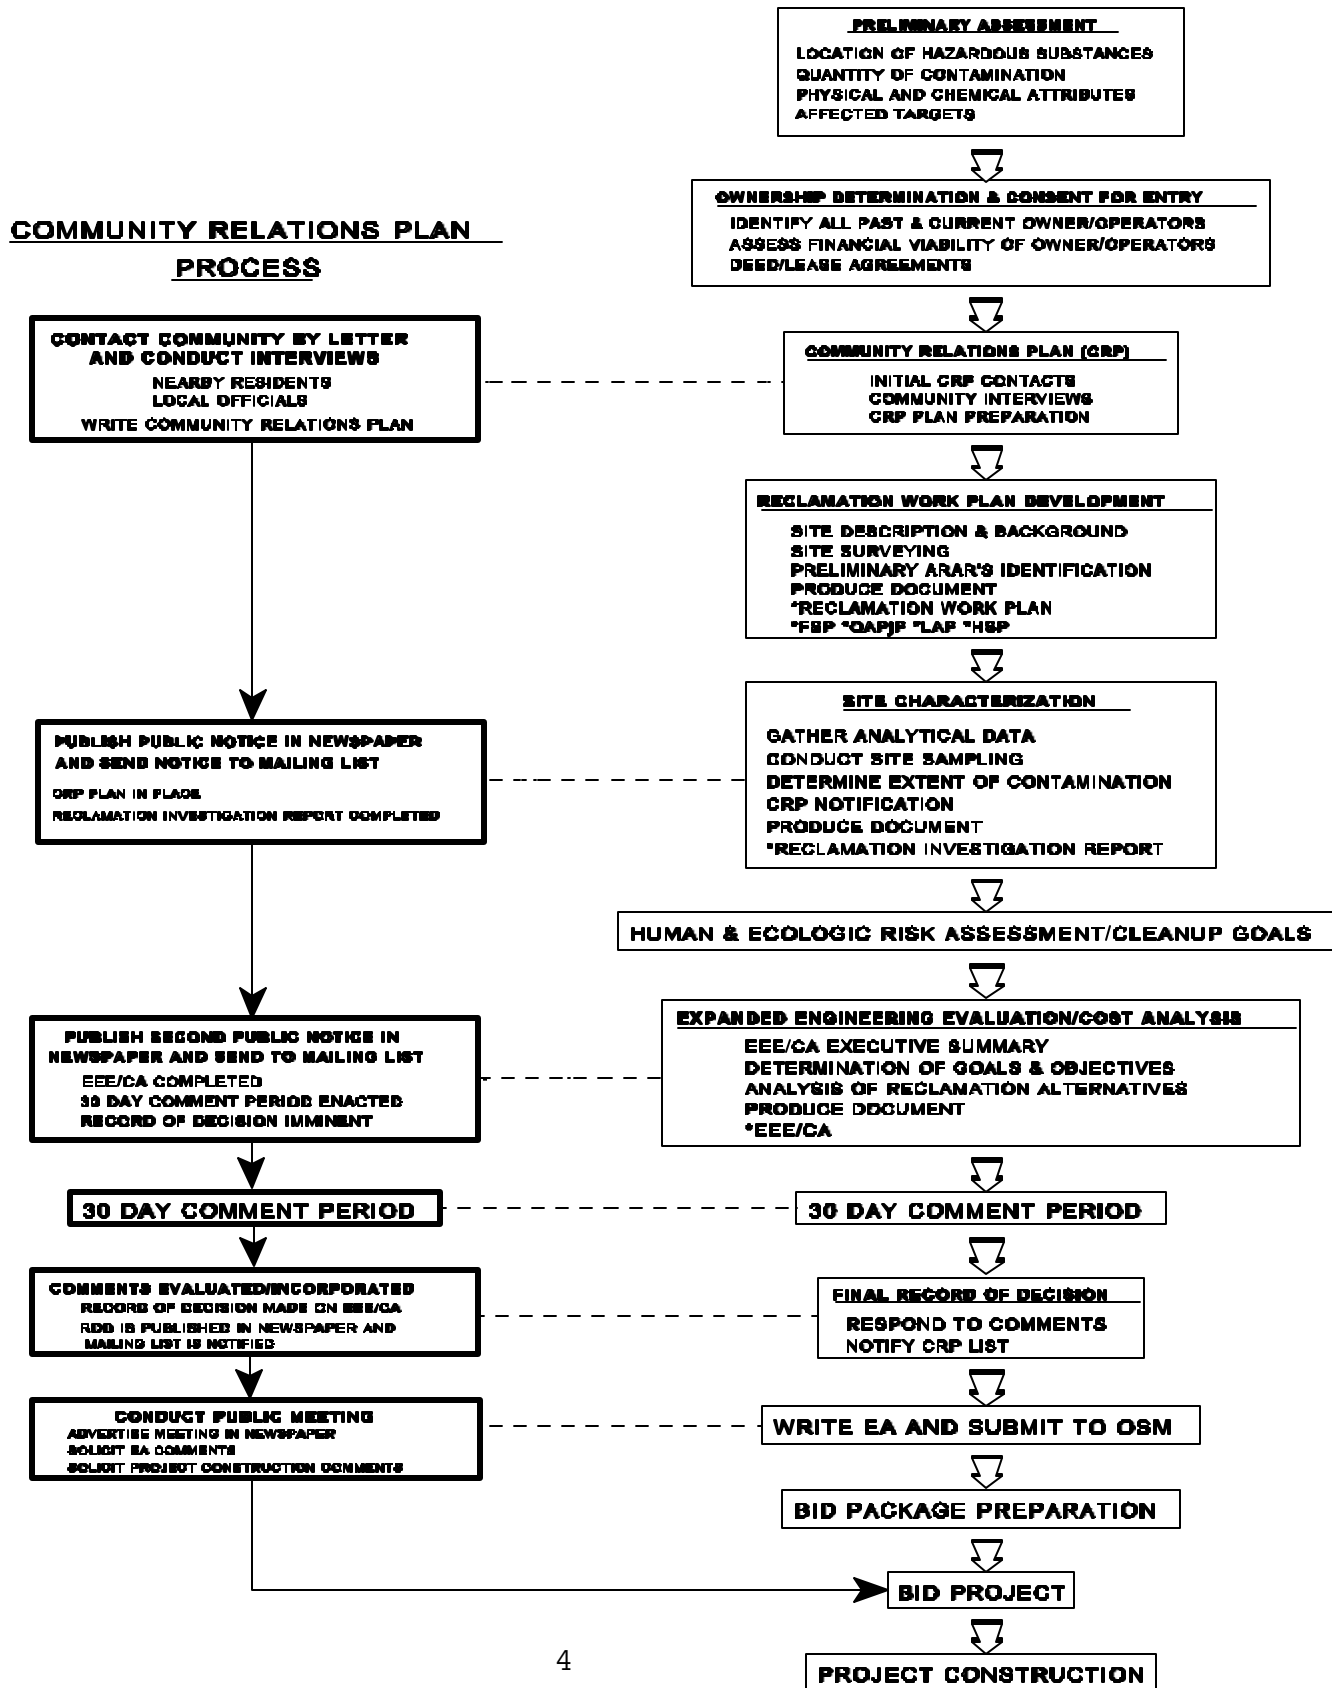 COMMUNITY RELATIONS PLAN
PROCESS
CONTACT COMMUNITY BY LETTER
AND CONDUCT INTERVIEWS
NEARBY RESIDENTS
LOCAL OFFICIALS
WRITE COMMUNITY RELATIONS PLAN
PUBLISH PUBLIC NOTICE IN NEWSPAPER
AND SEND NOTICE TO MAILING LIST
CRP PLAN IN PLACE
RECLAMATION INVESTIGATION REPORT COMPLETED
PUBLISH SECOND PUBLIC NOTICE IN
NEWSPAPER AND SEND TO MAILING LIST
EEE/CA COMPLETED
30 DAY COMMENT PERIOD ENACTED
RECORD OF DECISION IMMINENT
30 DAY COMMENT PERIOD
COMMENTS EVALUATED/INCORPORATED
RECORD OF DECISION MADE ON EEE/CA
ROD IS PUBLISHED IN NEWSPAPER AND
MAILING LIST IS NOTIFIED
CONDUCT PUBLIC MEETING
ADVERTISE MEETING IN NEWSPAPER
SOLICIT EA COMMENTS
SOLICIT PROJECT CONSTRUCTION COMMENTS
PRELIMINARY ASSESSMENT
LOCATION OF HAZARDOUS SUBSTANCES
QUANTITY OF CONTAMINATION
PHYSICAL AND CHEMICAL ATTRIBUTES
AFFECTED TARGETS
OWNERSHIP DETERMINATION & CONSENT FOR ENTRY
IDENTIFY ALL PAST & CURRENT OWNER/OPERATORS
ASSESS FINANCIAL VIABILITY OF OWNER/OPERATORS
DEED/LEASE AGREEMENTS
COMMUNITY RELATIONS PLAN (CRP)
INITIAL CRP CONTACTS
COMMUNITY INTERVIEWS
CRP PLAN PREPARATION
RECLAMATION WORK PLAN DEVELOPMENT
SITE DESCRIPTION & BACKGROUND
SITE SURVEYING
PRELIMINARY ARAR'S IDENTIFICATION
PRODUCE DOCUMENT
*RECLAMATION WORK PLAN
*FSP *QAPjP *LAP *HSP
SITE CHARACTERIZATION
GATHER ANALYTICAL DATA
CONDUCT SITE SAMPLING
DETERMINE EXTENT OF CONTAMINATION
CRP NOTIFICATION
PRODUCE DOCUMENT
*RECLAMATION INVESTIGATION REPORT
HUMAN & ECOLOGIC RISK ASSESSMENT/CLEANUP GOALS
EXPANDED ENGINEERING EVALUATION/COST ANALYSIS
EEE/CA EXECUTIVE SUMMARY
DETERMINATION OF GOALS & OBJECTIVES
ANALYSIS OF RECLAMATION ALTERNATIVES
PRODUCE DOCUMENT
*EEE/CA
30 DAY COMMENT PERIOD
FINAL RECORD OF DECISION
RESPOND TO COMMENTS
NOTIFY CRP LIST
WRITE EA AND SUBMIT TO OSM
BID PACKAGE PREPARATION
BID PROJECT
PROJECT CONSTRUCTION
4